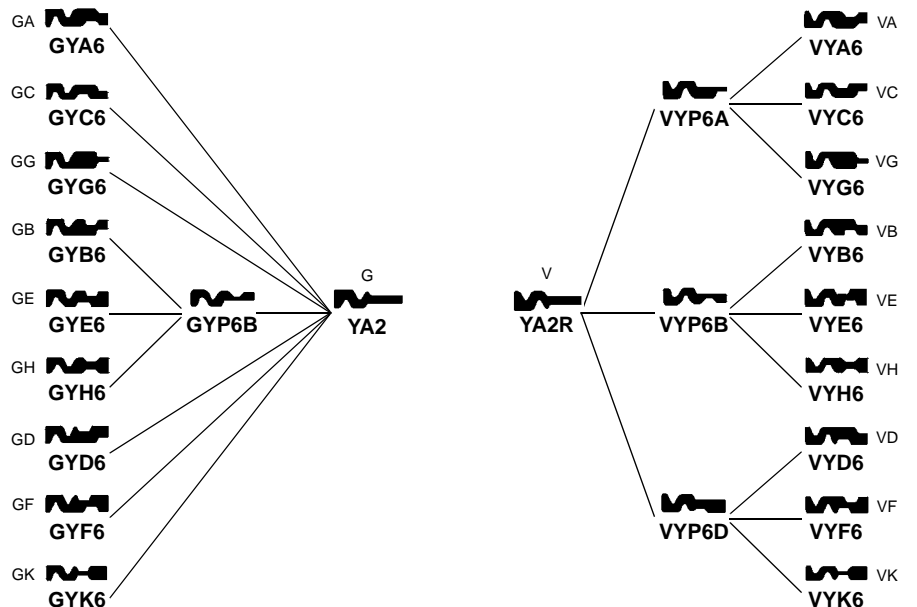 GA
GYA6
GC
GYC6
GG
GYG6
GB
GYB6
GE
GYE6
GH
GYH6
GD
GYD6
GF
GYF6
GK
GYK6
GYP6B
G
YA2
V
YA2R
VYP6A
VYP6B
VYP6D
VA
VYA6
VC
VYC6
VG
VYG6
VB
VYB6
VE
VYE6
VH
VYH6
VD
VYD6
VF
VYF6
VK
VYK6